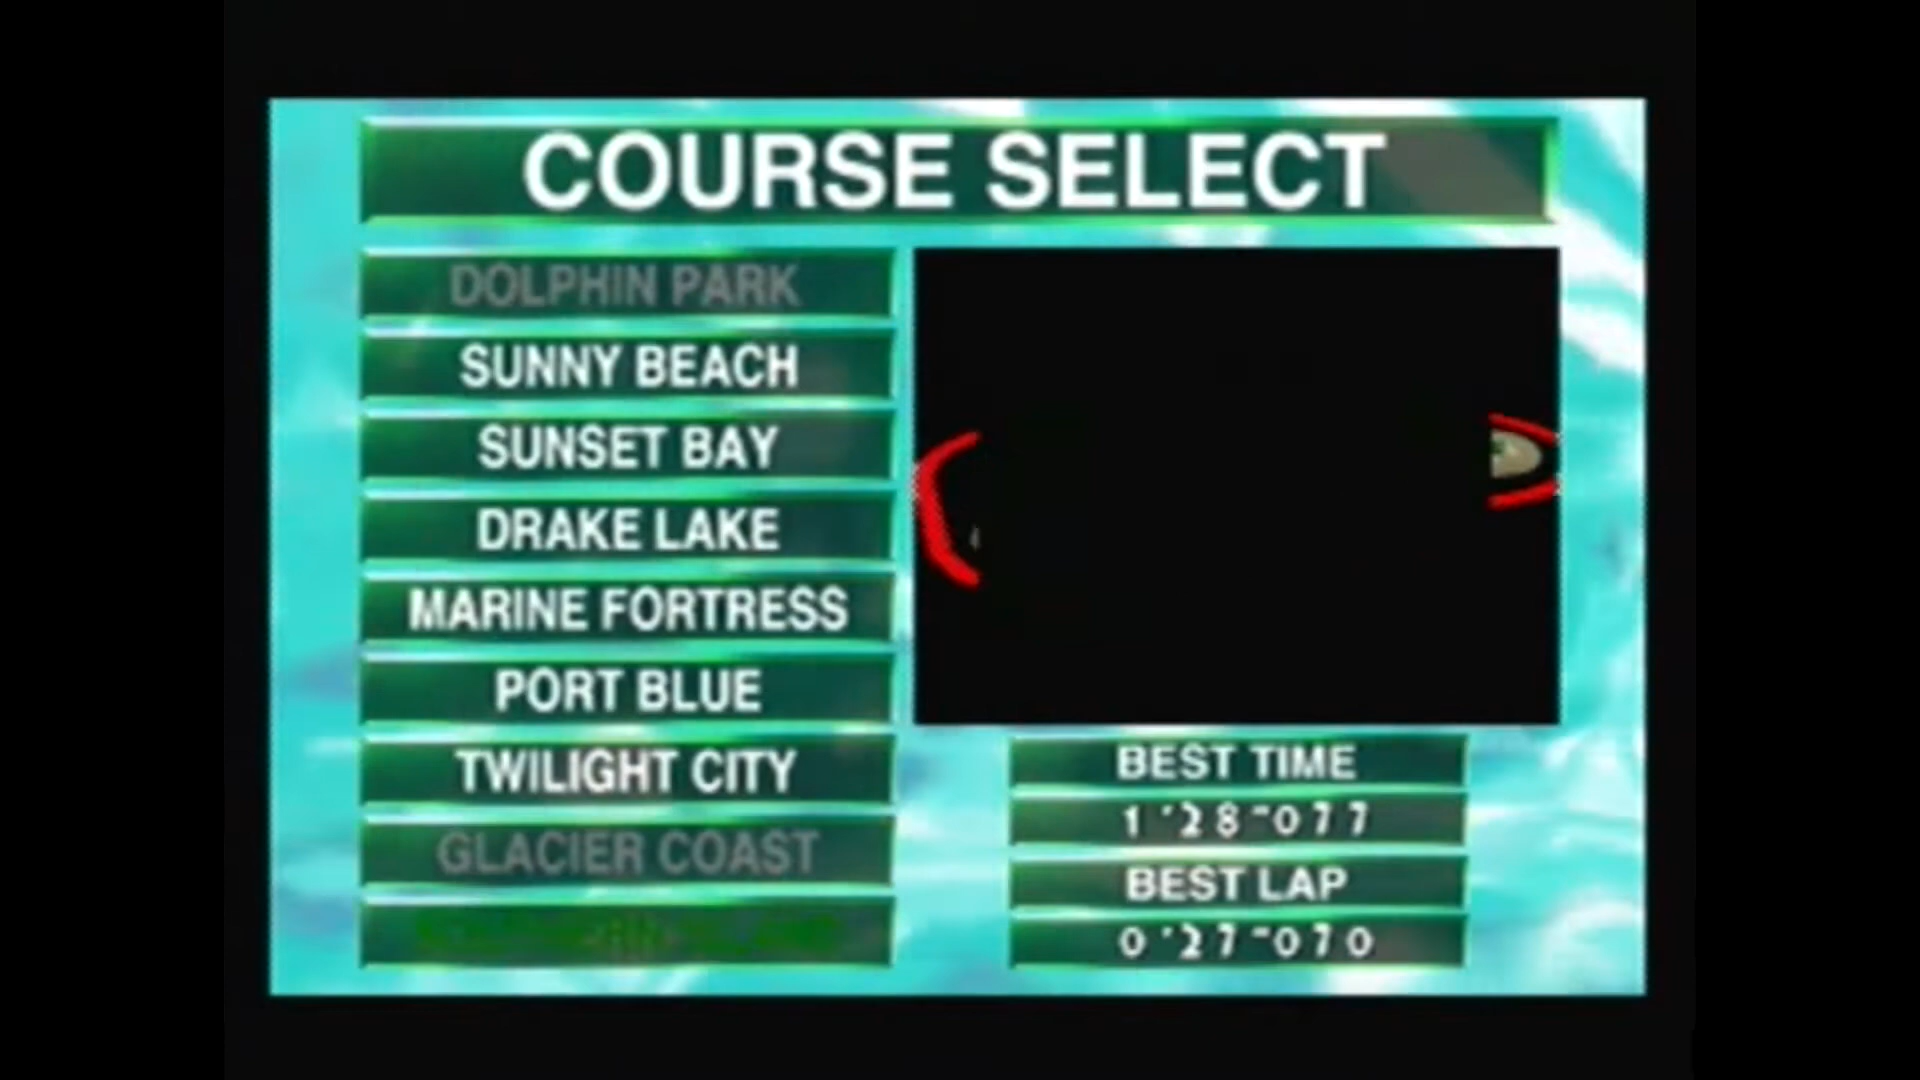 COURSE SELECT
DOLPHIN PARK
SUNNY BEACH
SUNSET BAY
DRAKE LAKE
MARINE FORTRESS
PORT BLUE
TWILIGHT CITY
GLACIER COAST
BEST TIME
1'28"077
BEST LAP
0'27"070